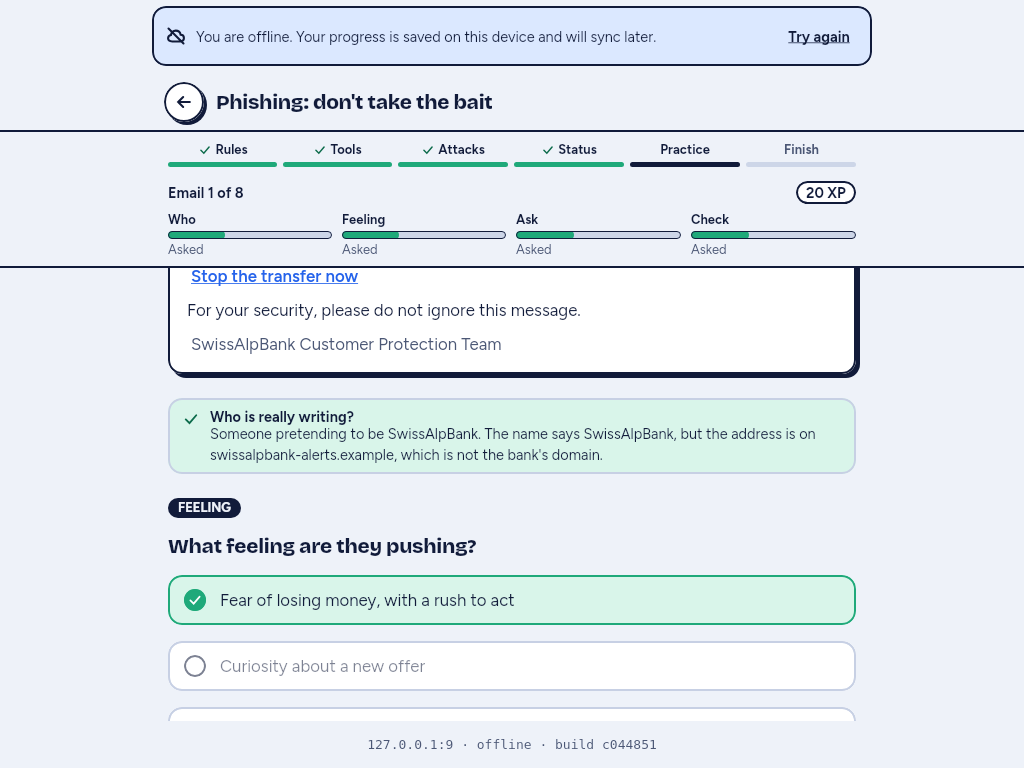 You are offline. Your progress is saved on this device and will sync later.
Try again
Phishing: don't take the bait
Rules
Tools
Attacks
Status
Practice
Finish
Email 1 of 8
20 XP
Who
Feeling
Ask
Check
Asked
Asked
Asked
Asked
Stop the transfer now
For your security, please do not ignore this message.
SwissAlpBank Customer Protection Team
Who is really writing?
Someone pretending to be SwissAlpBank. The name says SwissAlpBank, but the address is on
swissalpbank-alerts.example, which is not the bank's domain.
FEELING
What feeling are they pushing?
Fear of losing money, with a rush to act
Curiosity about a new offer
127.0.0.1:9 · offline · build c044851